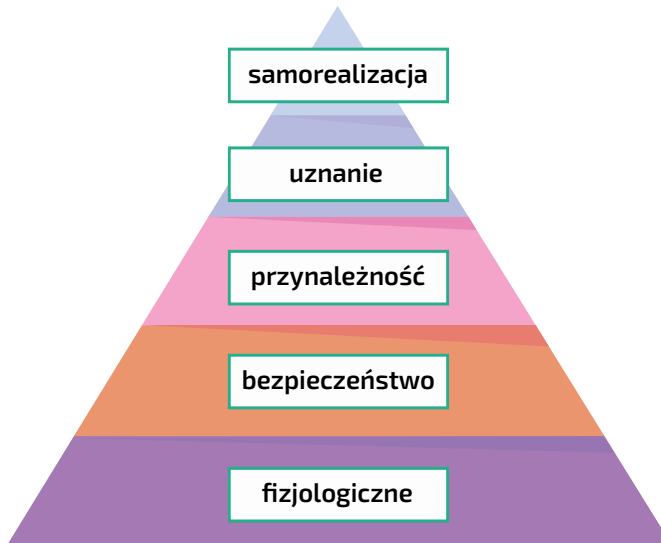 samorealizacja
uznanie
przynależność
bezpieczeństwo
fizjologiczne